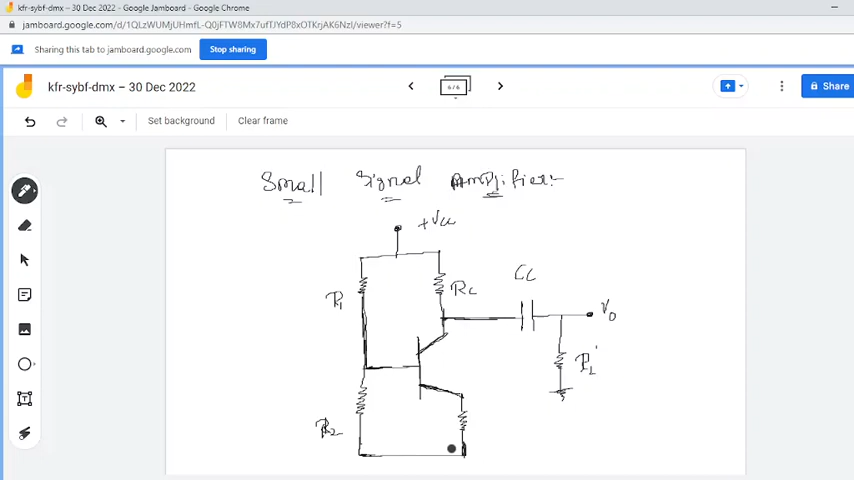 kfr-sybf-dmx – 30 Dec 2022 - Google Jamboard - Google Chrome
jamboard.google.com/d/1QLzWUMjUHmfL-Q0jFTW8Mx7ufTJYdP8xOTKrjAK6NzI/viewer?f=5
Sharing this tab to jamboard.google.com Stop sharing
kfr-sybf-dmx – 30 Dec 2022 6/6 Share
Set background Clear frame
Small Signal Amplifier:-
+Vcc
R1 Rc Cc Vo
RL'
R2